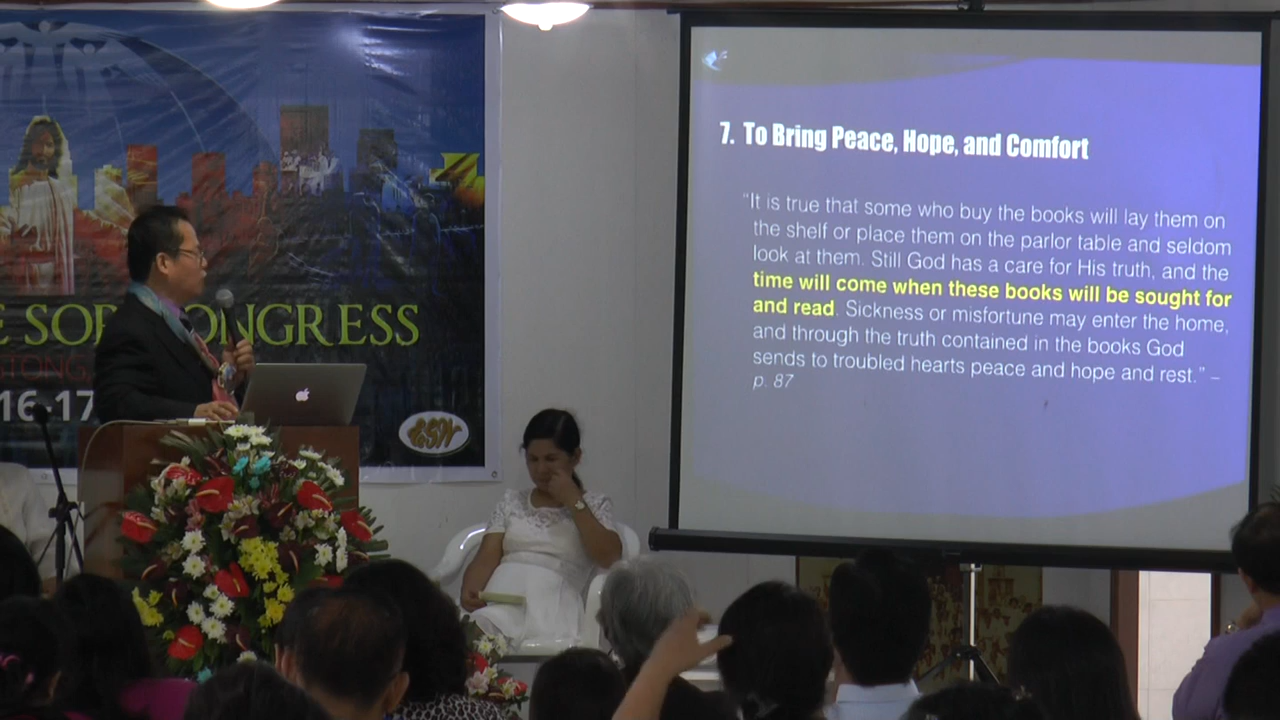 7. To Bring Peace, Hope, and Comfort
“It is true that some who buy the books will lay them on
the shelf or place them on the parlor table and seldom
look at them. Still God has a care for His truth, and the
time will come when these books will be sought for
and read. Sickness or misfortune may enter the home,
and through the truth contained in the books God
sends to troubled hearts peace and hope and rest.” –
p. 87
E SOP CONGRESS
16-17